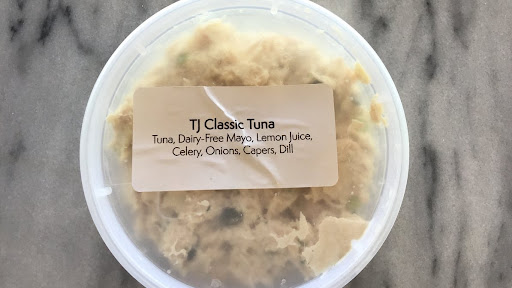 TJ Classic Tuna
Tuna, Dairy-Free Mayo, Lemon Juice,
Celery, Onions, Capers, Dill